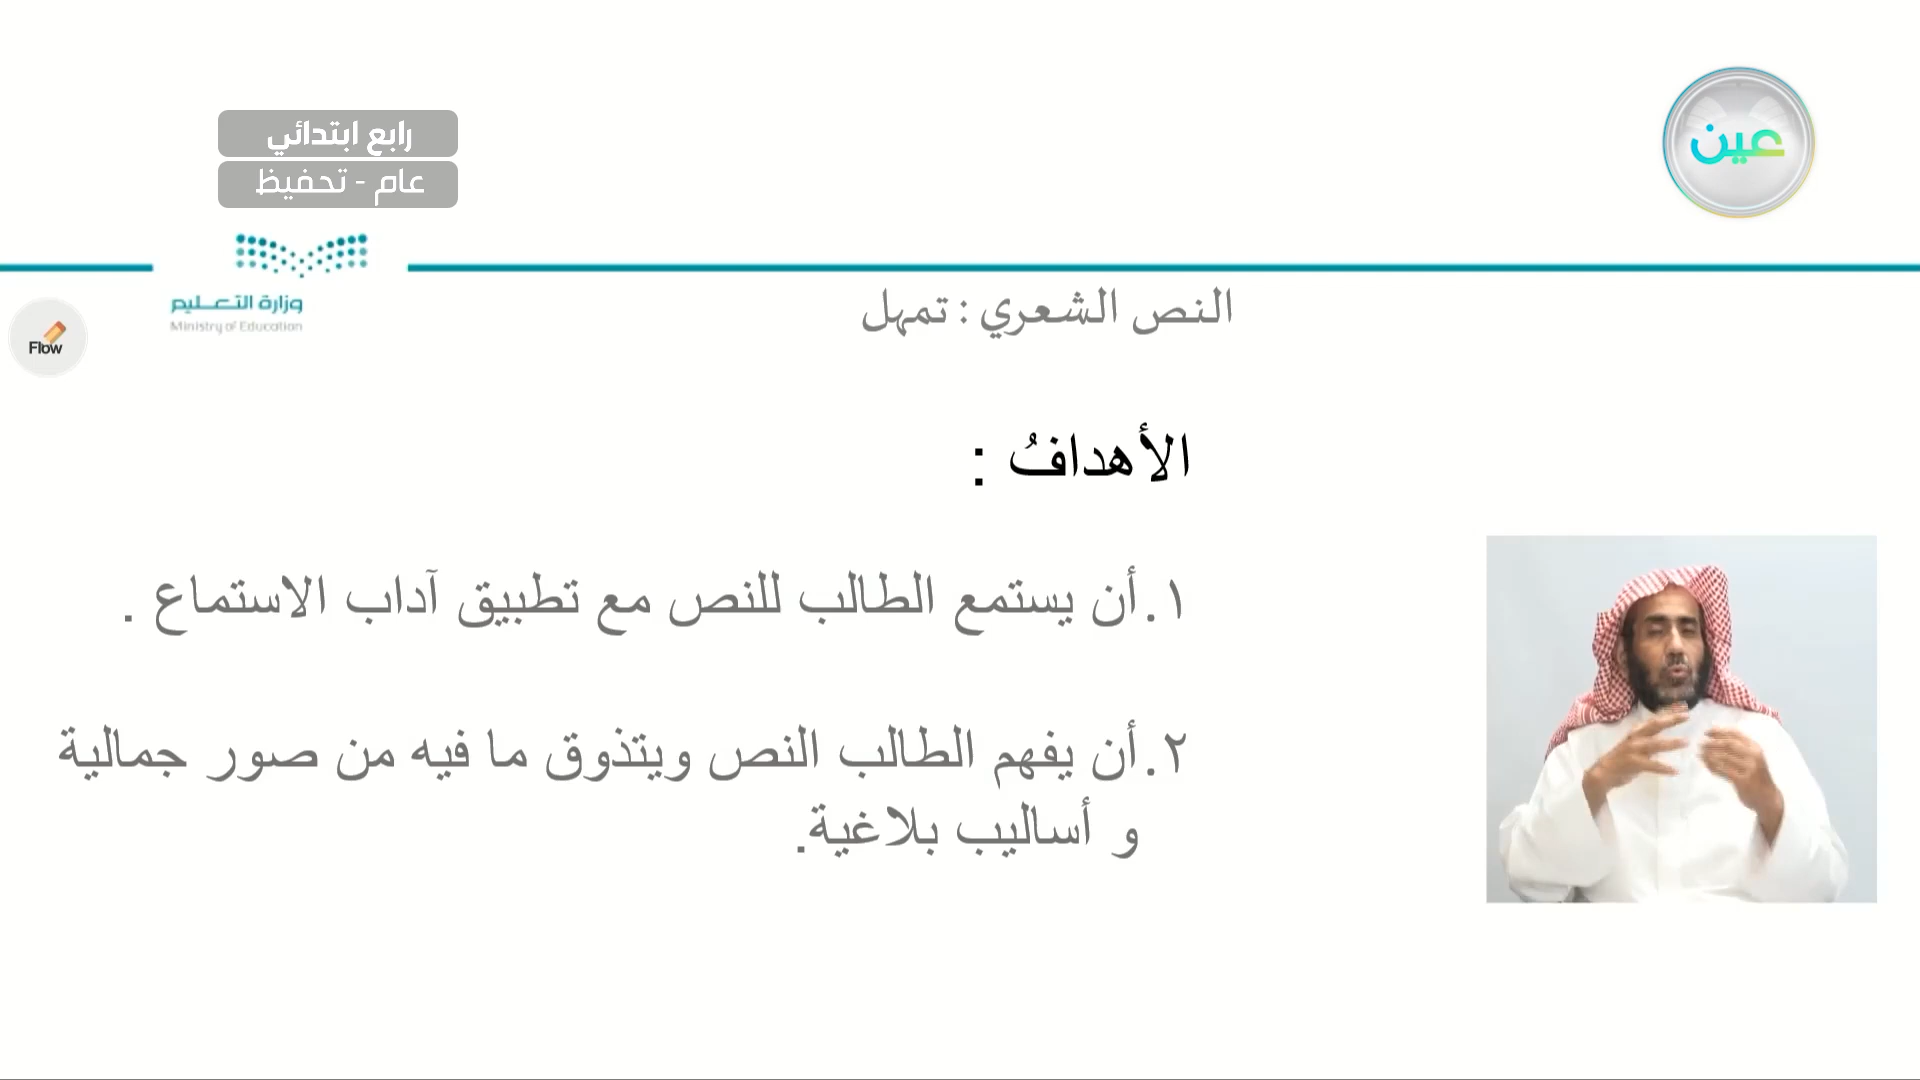 رابع ابتدائي
عام - تحفيظ
عين
وزارة التعليم
Ministry of Education
Flow
النص الشعري : تمهل
الأهدافُ :
١.أن يستمع الطالب للنص مع تطبيق آداب الاستماع .
٢.أن يفهم الطالب النص ويتذوق ما فيه من صور جمالية
و أساليب بلاغية.